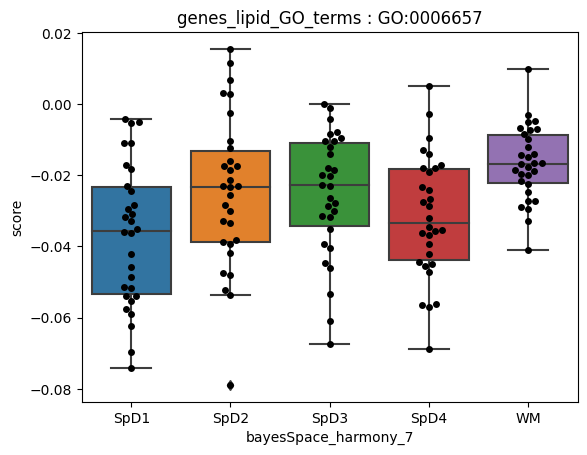 genes_lipid_GO_terms : GO:0006657
0.02
0.00
−0.02
−0.04
−0.06
−0.08
score
SpD1 SpD2 SpD3 SpD4 WM
bayesSpace_harmony_7